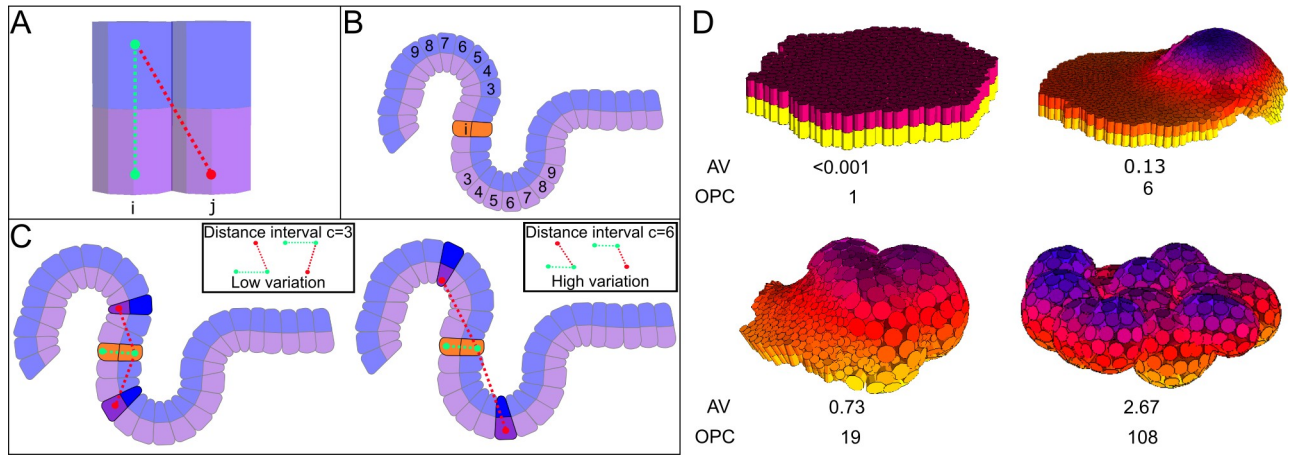 A
i
j
B
9
8
7
6
5
4
3
i
3
4
5
6
7
8
9
C
Distance interval c=3
Low variation
Distance interval c=6
High variation
D
AV <0.001 0.13
OPC 1 6
AV 0.73 2.67
OPC 19 108